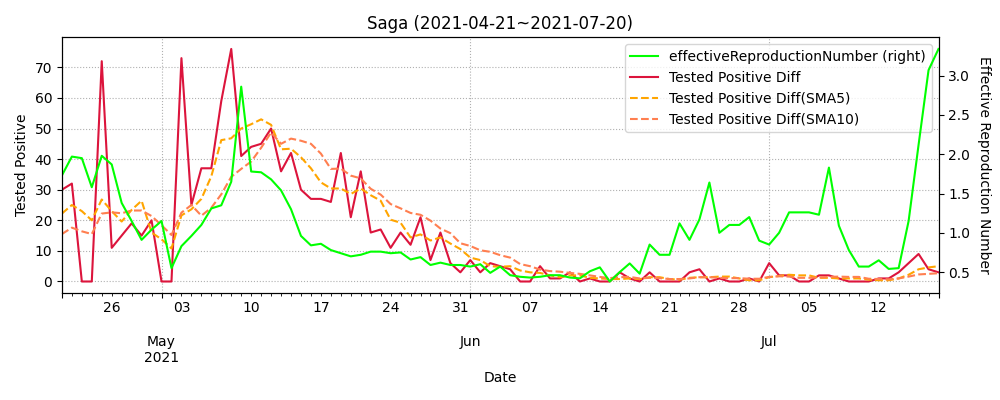 Saga (2021-04-21~2021-07-20)
effectiveReproductionNumber (right)
Tested Positive Diff
Tested Positive Diff(SMA5)
Tested Positive Diff(SMA10)
Tested Positive
70
60
50
40
30
20
10
0
Effective Reproduction Number
3.0
2.5
2.0
1.5
1.0
0.5
26 03 10 17 24 31 07 14 21 28 05 12
May Jun Jul
2021
Date